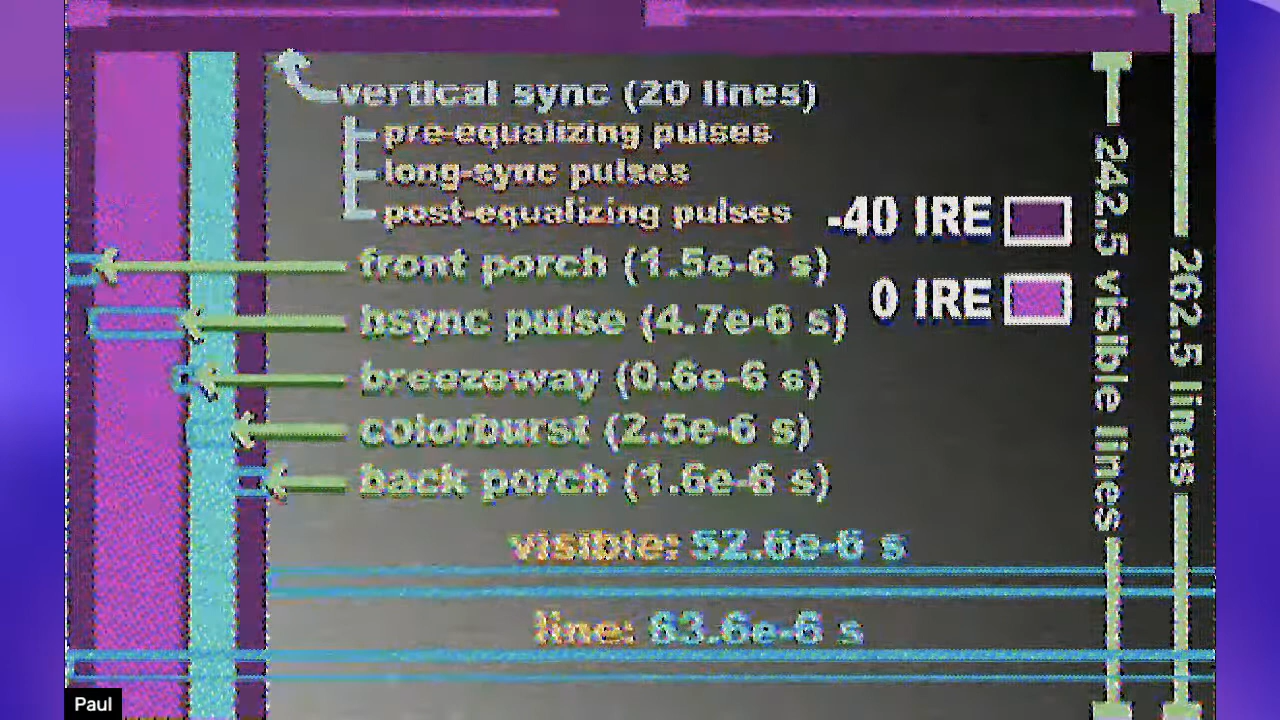 vertical sync (20 lines)
pre-equalizing pulses
long-sync pulses
post-equalizing pulses
-40 IRE
front porch (1.5e-6 s)
0 IRE
hsync pulse (4.7e-6 s)
breezeway (0.6e-6 s)
colorburst (2.5e-6 s)
back porch (1.6e-6 s)
visible: 52.6e-6 s
line: 63.6e-6 s
242.5 visible lines
262.5 lines
Paul